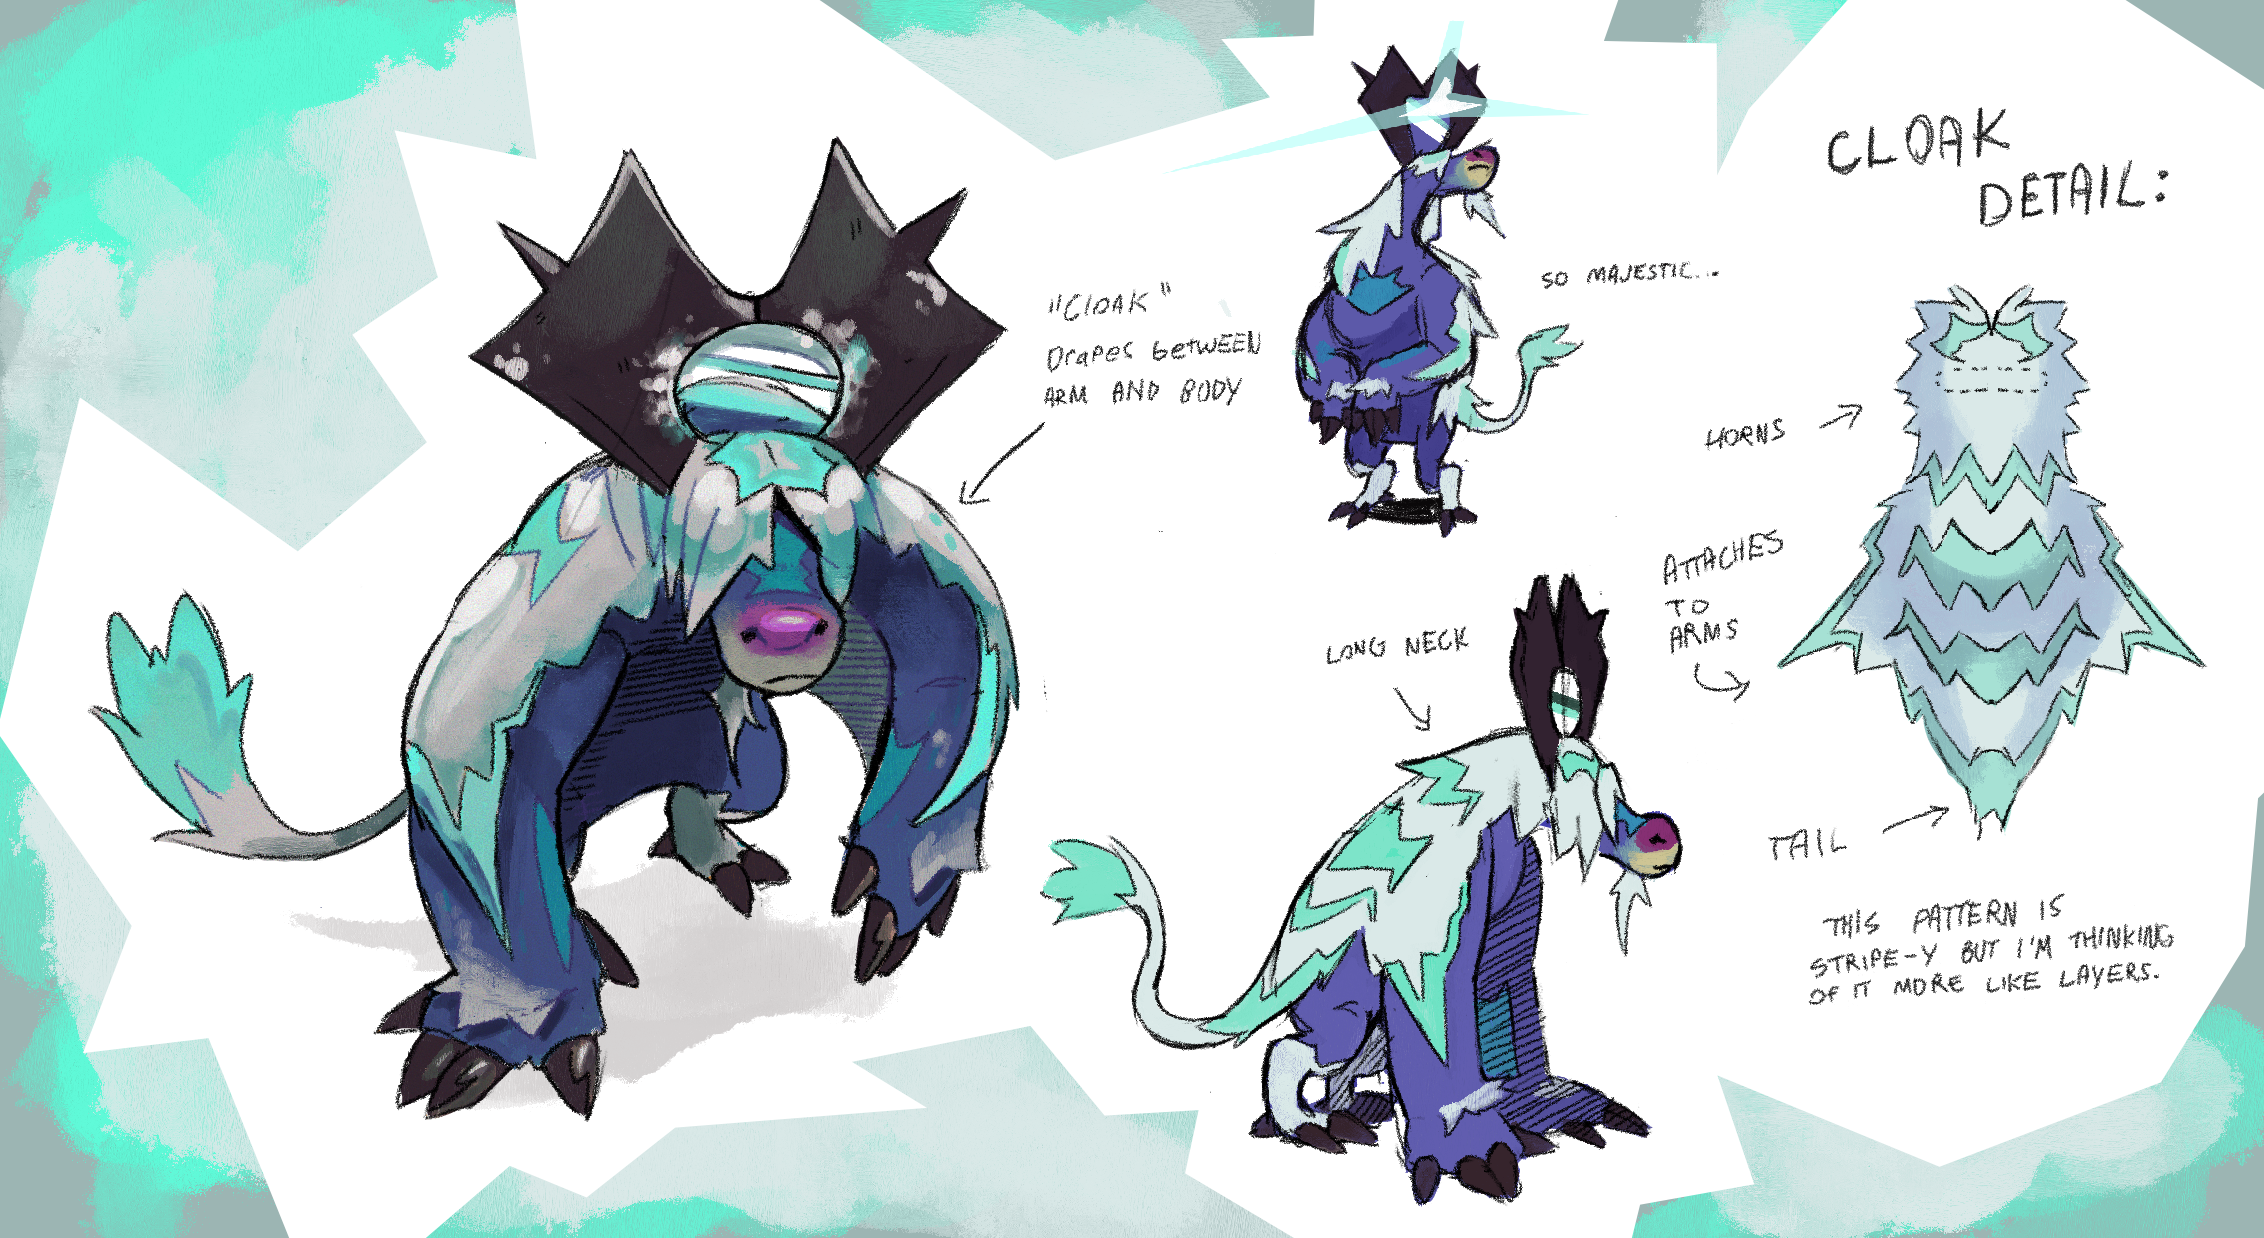 "CLOAK"
DrAPES bETWEEN
ARM AND BODY
SO MAJESTIC...
LONG NECK
CLOAK
DETAIL:
HORNS
ATTACHES
TO
ARMS
TAIL
THIS PATTERN IS
STRIPE-Y BUT I'M THINKING
OF IT MORE LIKE LAYERS.